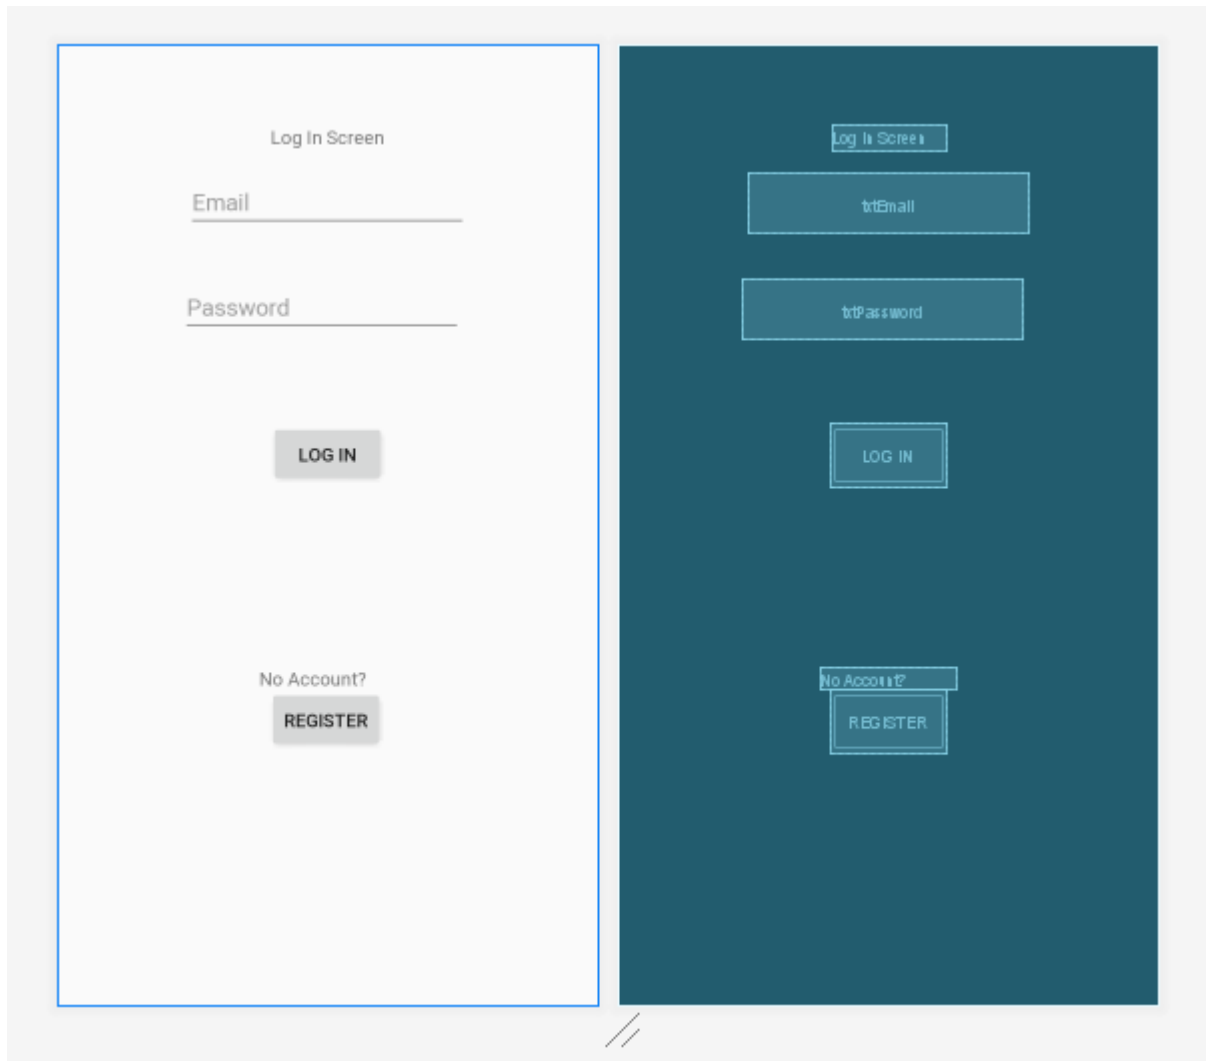 Log In Screen
Email
Password
LOG IN
No Account?
REGISTER
Log In Screen
txtEmail
txtPassword
LOG IN
No Account?
REGISTER